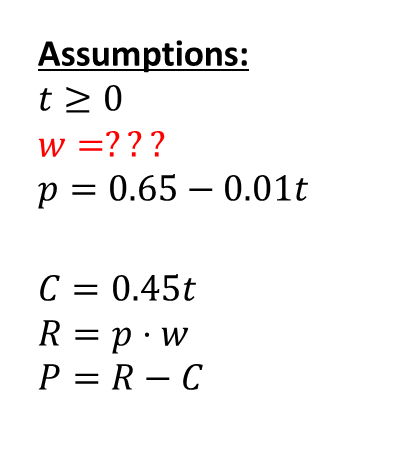 Assumptions:
t ≥ 0
w =???
p = 0.65 − 0.01t
C = 0.45t
R = p · w
P = R − C